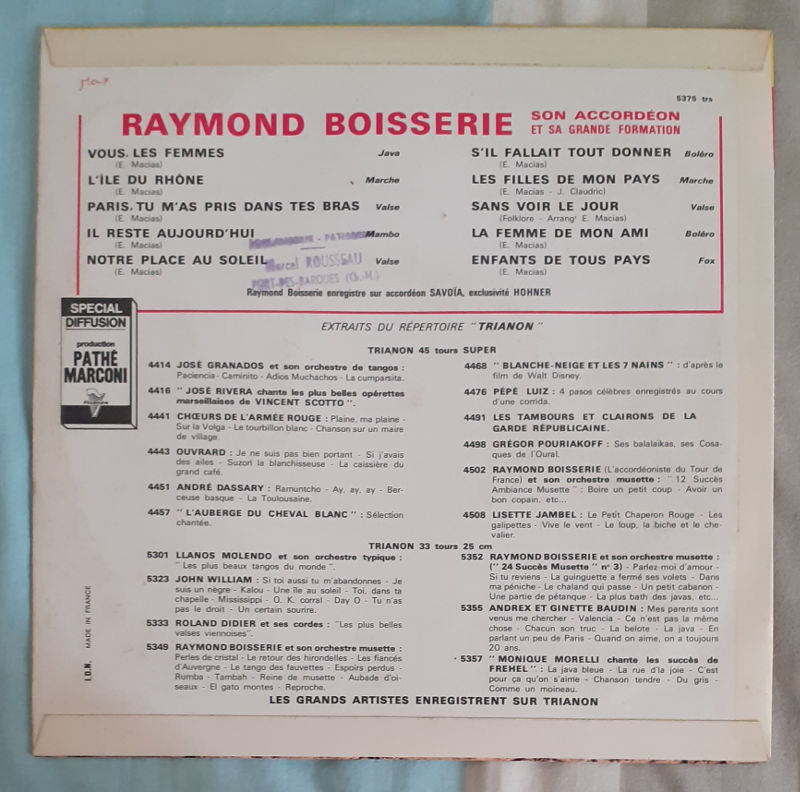 5375 trs
RAYMOND BOISSERIE SON ACCORDÉON
ET SA GRANDE FORMATION
VOUS, LES FEMMES Java
(E. Macias)
L'ÎLE DU RHÔNE Marche
(E. Macias)
PARIS, TU M'AS PRIS DANS TES BRAS Valse
(E. Macias)
IL RESTE AUJOURD'HUI Mambo
(E. Macias)
NOTRE PLACE AU SOLEIL Valse
(E. Macias)
S'IL FALLAIT TOUT DONNER Boléro
(E. Macias)
LES FILLES DE MON PAYS Marche
(E. Macias - J. Claudric)
SANS VOIR LE JOUR Valse
(Folklore - Arrangt E. Macias)
LA FEMME DE MON AMI Boléro
(E. Macias)
ENFANTS DE TOUS PAYS Fox
(E. Macias)
Marcel ROUSSEAU
PORT-DES-BARQUES (Ch.-M.)
Raymond Boisserie enregistre sur accordéon SAVOÏA, exclusivité HOHNER
SPECIAL
DIFFUSION
production
PATHÉ
MARCONI
EXTRAITS DU RÉPERTOIRE "TRIANON"
TRIANON 45 tours SUPER
4414 JOSÉ GRANADOS et son orchestre de tangos :
Paciencia - Caminito - Adios Muchachos - La cumparsita.
4416 " JOSÉ RIVERA chante les plus belles opérettes
marseillaises de VINCENT SCOTTO ".
4441 CHŒURS DE L'ARMÉE ROUGE : Plaine, ma plaine -
Sur la Volga - Le tourbillon blanc - Chanson sur un maire
de village.
4443 OUVRARD : Je ne suis pas bien portant - Si j'avais
des ailes - Suzon la blanchisseuse - La caissière du
grand café.
4451 ANDRÉ DASSARY : Ramuntcho - Ay, ay, ay - Ber-
ceuse basque - La Toulousaine.
4457 " L'AUBERGE DU CHEVAL BLANC " : Sélection
chantée.
4468 " BLANCHE-NEIGE ET LES 7 NAINS " : d'après le
film de Walt Disney.
4476 PÉPÉ LUIZ : 4 pasos célèbres enregistrés au cours
d'une corrida.
4491 LES TAMBOURS ET CLAIRONS DE LA
GARDE RÉPUBLICAINE.
4498 GRÉGOR POURIAKOFF : Ses balalaïkas, ses Cosa-
ques de l'Oural.
4502 RAYMOND BOISSERIE (L'accordéoniste du Tour de
France) et son orchestre musette : " 12 Succès
Ambiance Musette " : Boire un petit coup - Avoir un
bon copain, etc...
4508 LISETTE JAMBEL : Le Petit Chaperon Rouge - Les
galipettes - Vive le vent - Le loup, la biche et le che-
valier.
TRIANON 33 tours 25 cm
5301 LLANOS MOLENDO et son orchestre typique :
" Les plus beaux tangos du monde ".
5323 JOHN WILLIAM : Si toi aussi tu m'abandonnes - Je
suis un nègre - Kalou - Une île au soleil - Toi, dans ta
chapelle - Mississippi - O. K. corral - Day O - Tu n'as
pas le droit - Un certain sourire.
5333 ROLAND DIDIER et ses cordes : "Les plus belles
valses viennoises".
5349 RAYMOND BOISSERIE et son orchestre musette :
Perles de cristal - Le retour des hirondelles - Les fiancés
d'Auvergne - Le tango des fauvettes - Espoirs perdus -
Rumba - Tambah - Reine de musette - Aubade d'oi-
seaux - El gato montes - Reproche.
5352 RAYMOND BOISSERIE et son orchestre musette :
(" 24 Succès Musette " n° 3) - Parlez-moi d'amour -
Si tu reviens - La guinguette a fermé ses volets - Dans
ma péniche - Le chaland qui passe - Un petit cabanon -
Une partie de pétanque - La plus bath des javas, etc...
5355 ANDREX ET GINETTE BAUDIN : Mes parents sont
venus me chercher - Valencia - Ce n'est pas la même
chose - Chacun son truc - La belote - La java - En
parlant un peu de Paris - Quand on aime, on a toujours
20 ans.
5357 " MONIQUE MORELLI chante les succès de
FREHEL " : La java bleue - La rue d'la joie - C'est
pour ça qu'on s'aime - Chanson tendre - Du gris -
Comme un moineau.
I.D.N. MADE IN FRANCE
LES GRANDS ARTISTES ENREGISTRENT SUR TRIANON